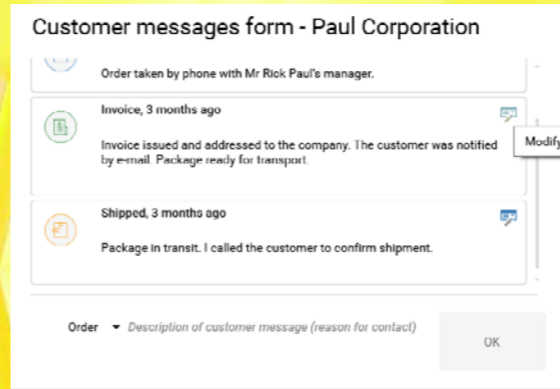 Customer messages form - Paul Corporation
Order taken by phone with Mr Rick Paul's manager.
Invoice, 3 months ago
Invoice issued and addressed to the company. The customer was notified
by e-mail. Package ready for transport.
Modify
Shipped, 3 months ago
Package in transit. I called the customer to confirm shipment.
Order Description of customer message (reason for contact)
OK